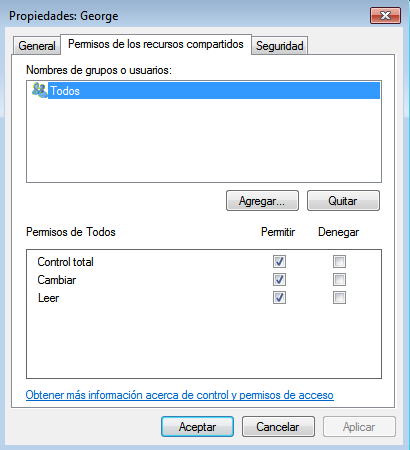 Propiedades: George
General Permisos de los recursos compartidos Seguridad
Nombres de grupos o usuarios:
Todos
Agregar... Quitar
Permisos de Todos Permitir Denegar
Control total
Cambiar
Leer
Obtener más información acerca de control y permisos de acceso
Aceptar Cancelar Aplicar